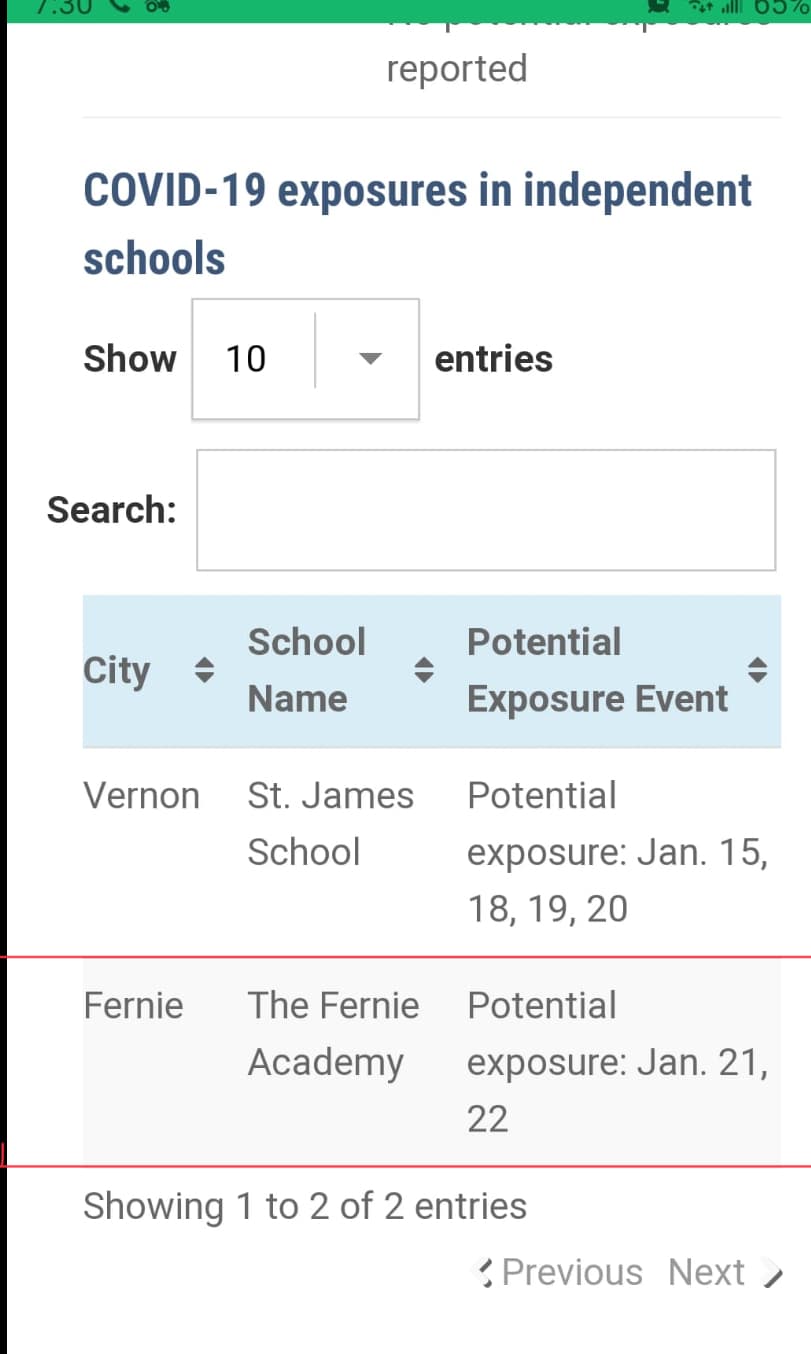 7:30 65%
reported
COVID-19 exposures in independent
schools
Show 10 entries
Search:
City School Name Potential Exposure Event
Vernon St. James School Potential exposure: Jan. 15, 18, 19, 20
Fernie The Fernie Academy Potential exposure: Jan. 21, 22
Showing 1 to 2 of 2 entries
Previous Next